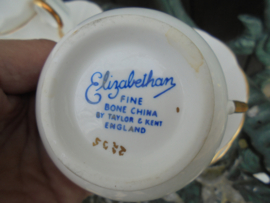 Elizabethan
FINE
BONE CHINA
BY TAYLOR & KENT
ENGLAND